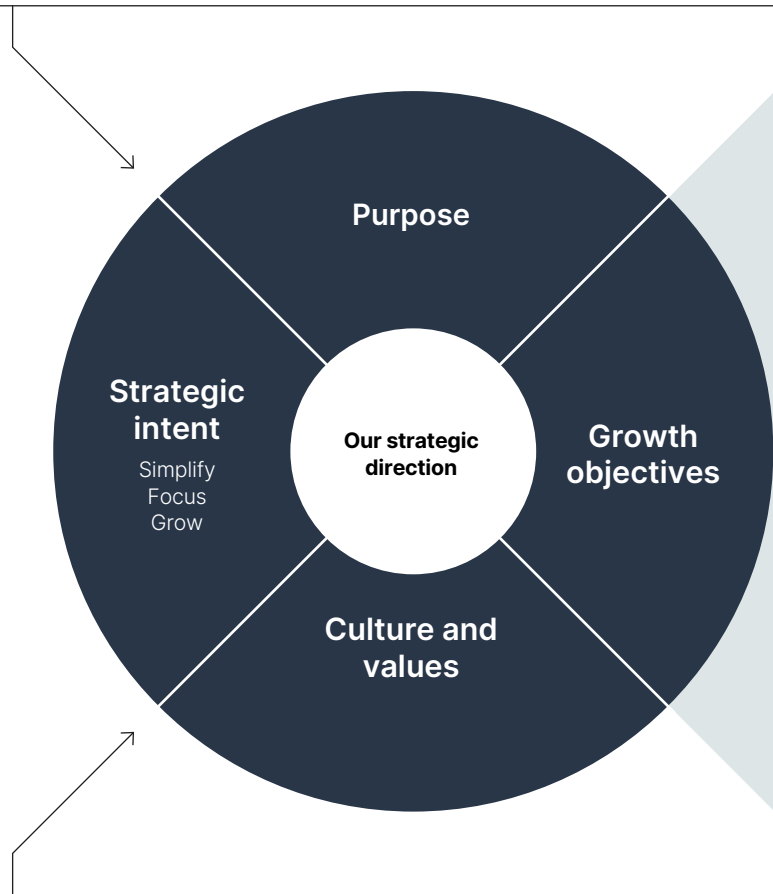 Purpose
Strategic
intent
Simplify
Focus
Grow
Our strategic
direction
Growth
objectives
Culture and
values